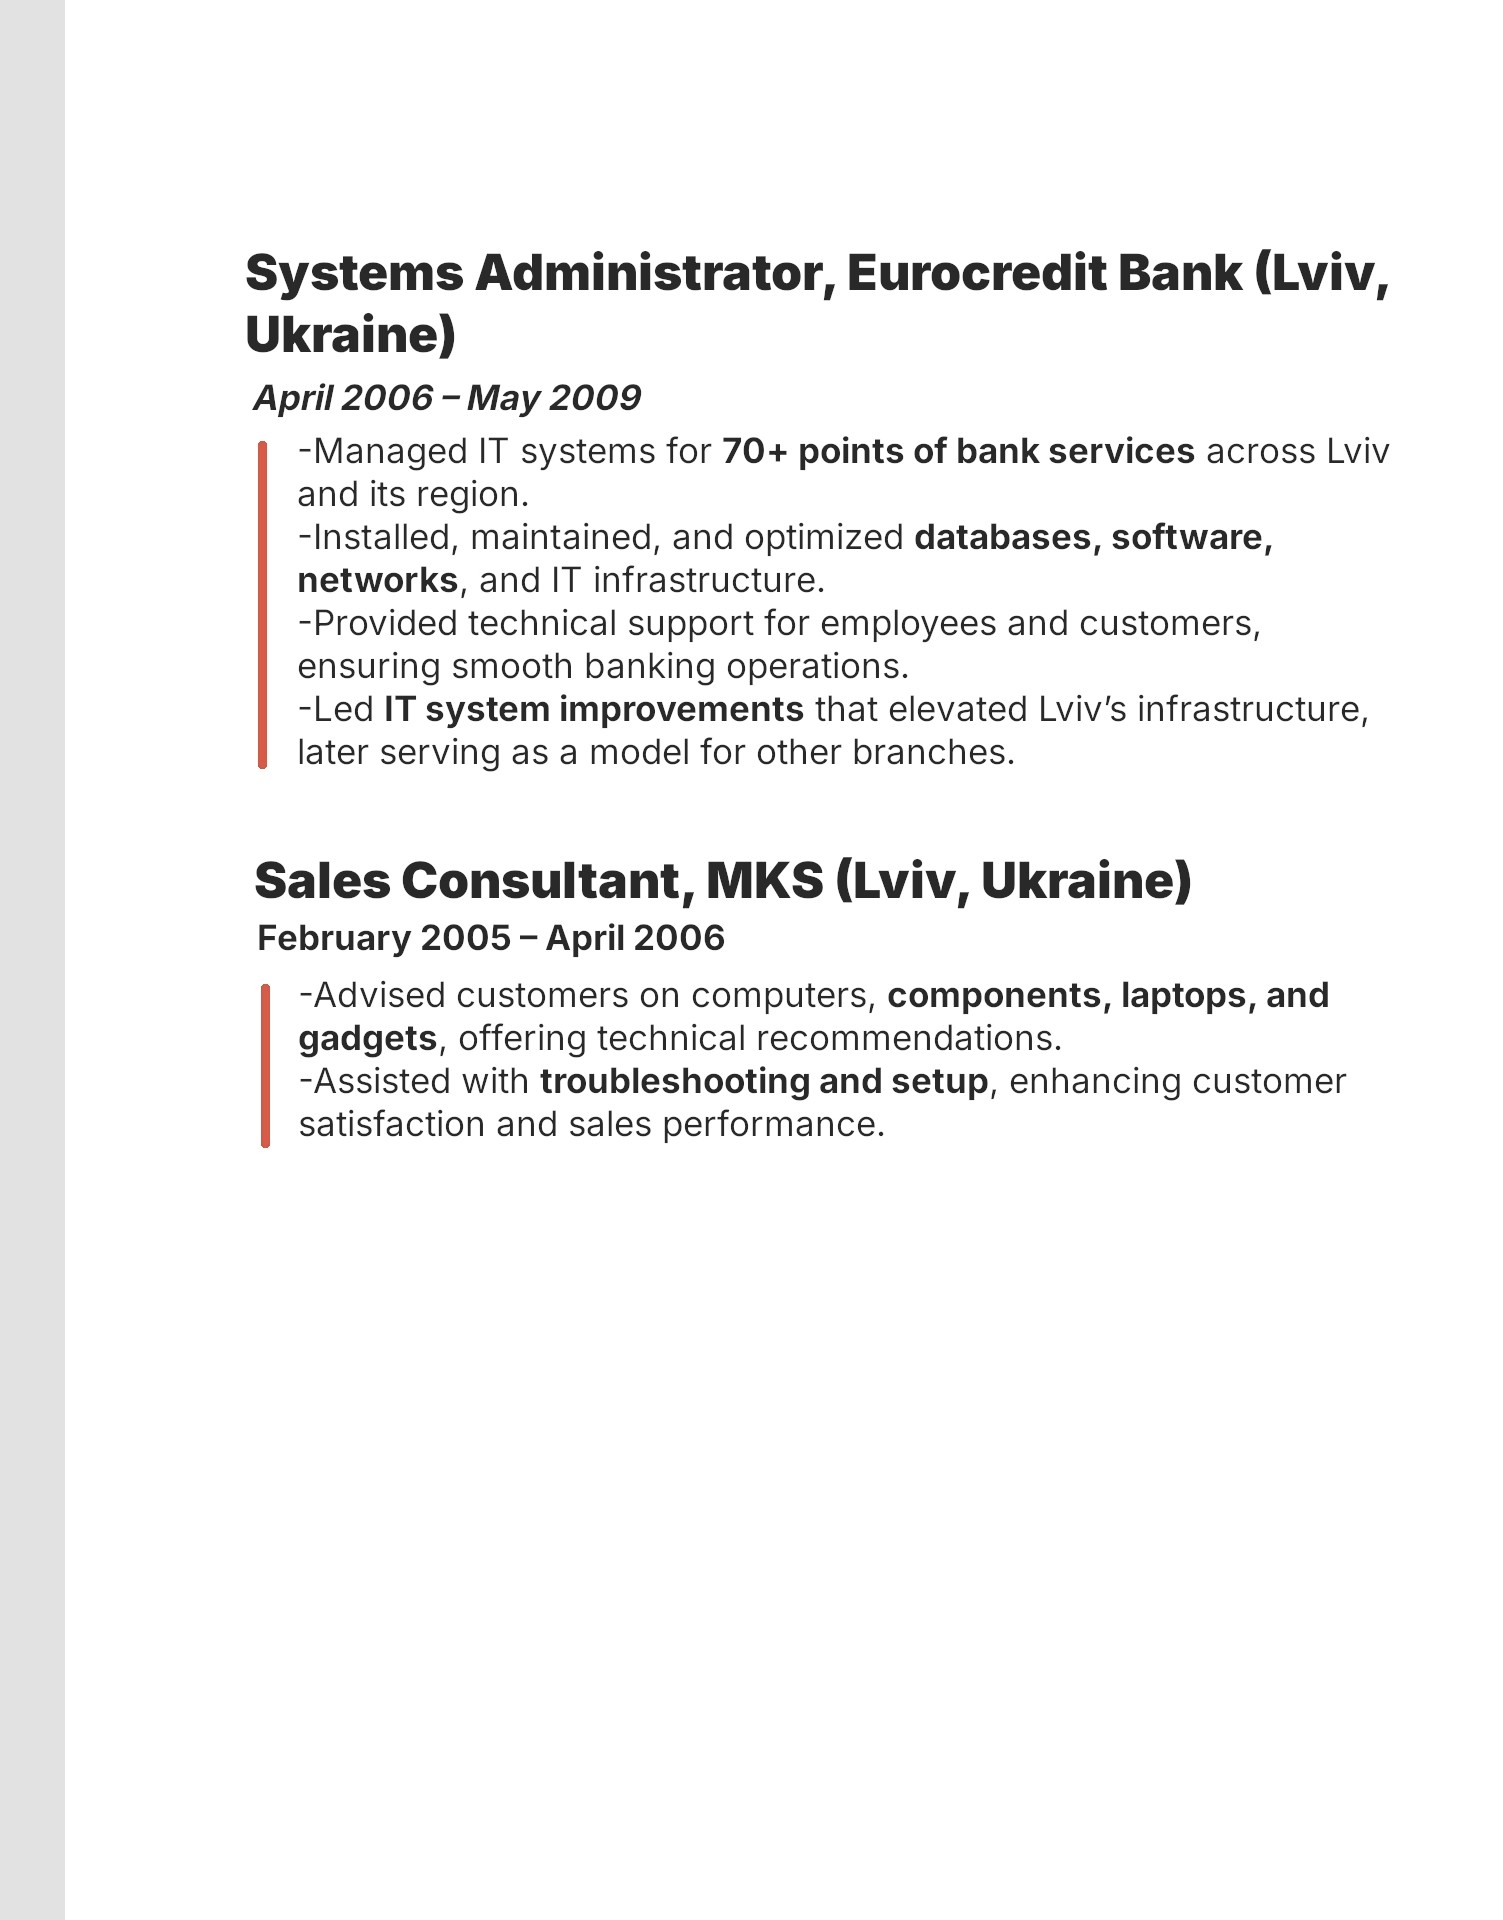 Systems Administrator, Eurocredit Bank (Lviv,
Ukraine)
April 2006 – May 2009
-Managed IT systems for 70+ points of bank services across Lviv
and its region.
-Installed, maintained, and optimized databases, software,
networks, and IT infrastructure.
-Provided technical support for employees and customers,
ensuring smooth banking operations.
-Led IT system improvements that elevated Lviv’s infrastructure,
later serving as a model for other branches.
Sales Consultant, MKS (Lviv, Ukraine)
February 2005 – April 2006
-Advised customers on computers, components, laptops, and
gadgets, offering technical recommendations.
-Assisted with troubleshooting and setup, enhancing customer
satisfaction and sales performance.